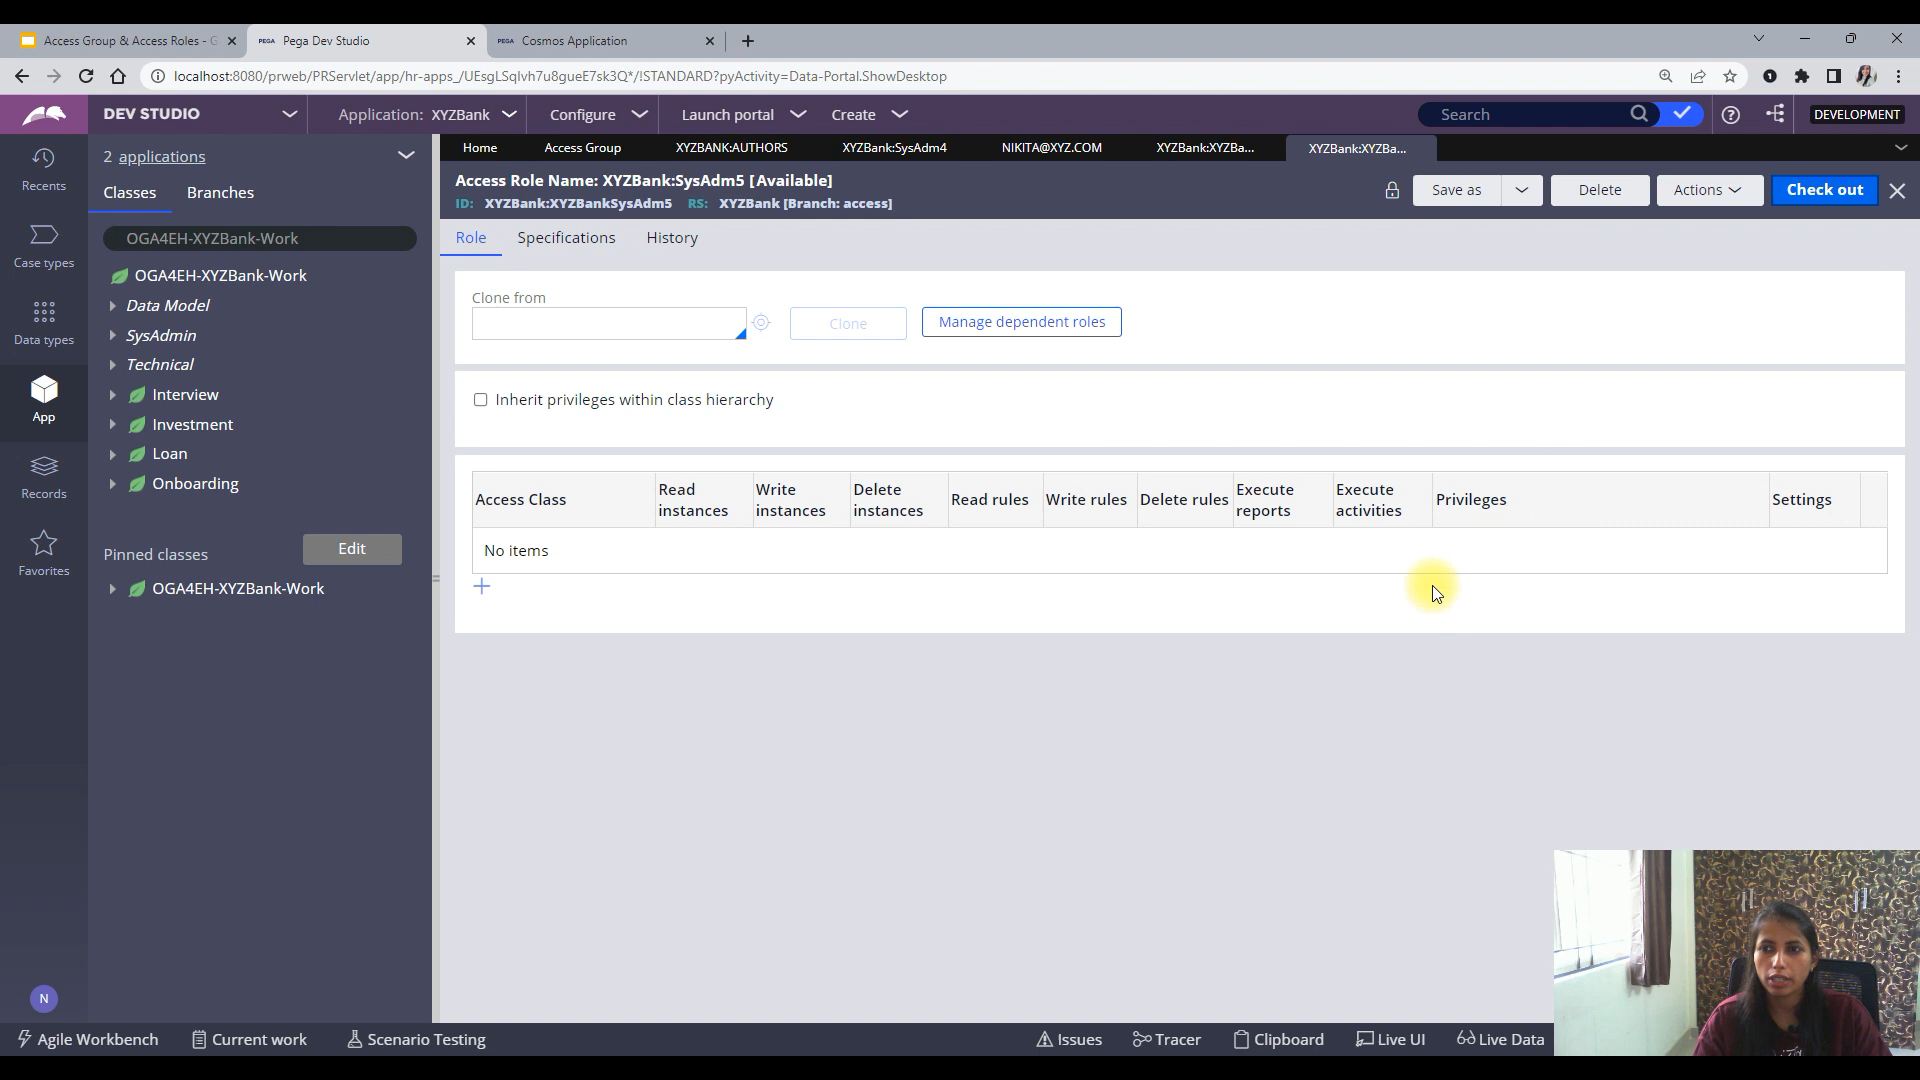 Access Group & Access Roles - G
PEGA Pega Dev Studio
PEGA Cosmos Application
localhost:8080/prweb/PRServlet/app/hr-apps_/UEsgLSqlvh7u8gueE7sk3Q*/!STANDARD?pyActivity=Data-Portal.ShowDesktop
DEV STUDIO
Application: XYZBank
Configure
Launch portal
Create
Search
DEVELOPMENT
Recents
Case types
Data types
App
Records
Favorites
N
2 applications
Classes
Branches
OGA4EH-XYZBank-Work
OGA4EH-XYZBank-Work
Data Model
SysAdmin
Technical
Interview
Investment
Loan
Onboarding
Pinned classes
Edit
OGA4EH-XYZBank-Work
Home
Access Group
XYZBANK:AUTHORS
XYZBank:SysAdm4
NIKITA@XYZ.COM
XYZBank:XYZBa...
XYZBank:XYZBa...
Access Role Name: XYZBank:SysAdm5 [Available]
ID: XYZBank:XYZBankSysAdm5 RS: XYZBank [Branch: access]
Save as
Delete
Actions
Check out
Role
Specifications
History
Clone from
Clone
Manage dependent roles
Inherit privileges within class hierarchy
Access Class
Read instances
Write instances
Delete instances
Read rules
Write rules
Delete rules
Execute reports
Execute activities
Privileges
Settings
No items
Agile Workbench
Current work
Scenario Testing
Issues
Tracer
Clipboard
Live UI
Live Data